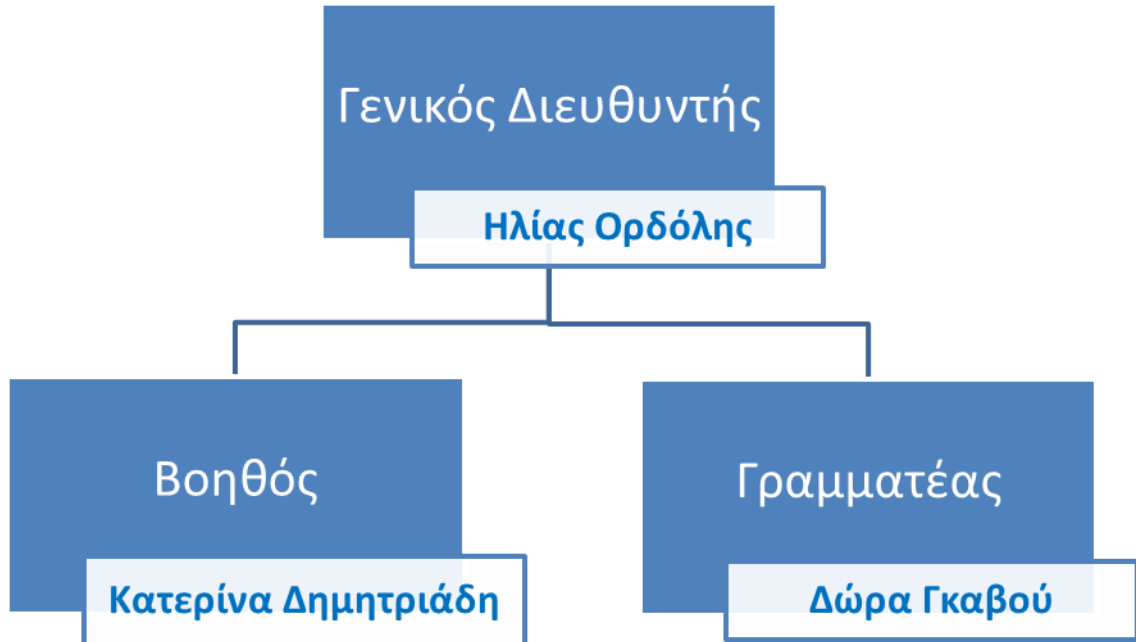 Γενικός Διευθυντής
Ηλίας Ορδόλης
Βοηθός
Κατερίνα Δημητριάδη
Γραμματέας
Δώρα Γκαβού